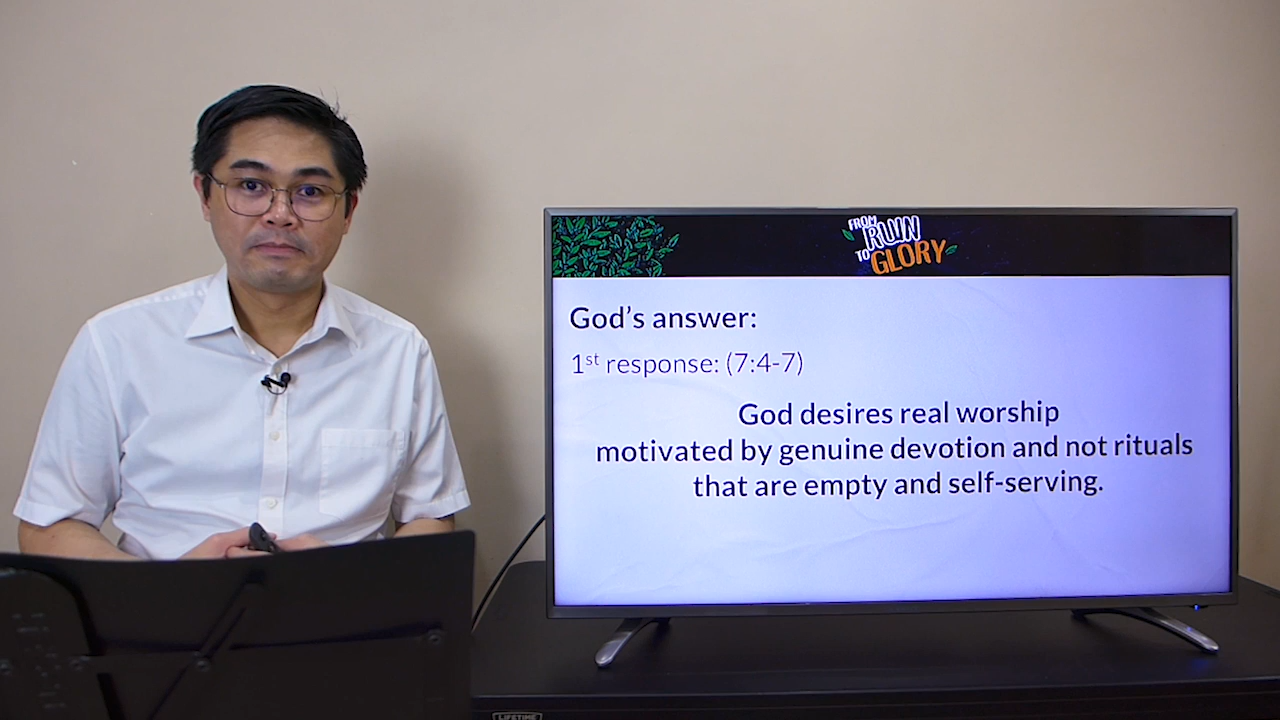 FROM
RUIN
TO
GLORY
God's answer:
1st response: (7:4-7)
God desires real worship
motivated by genuine devotion and not rituals
that are empty and self-serving.
LIFETIME